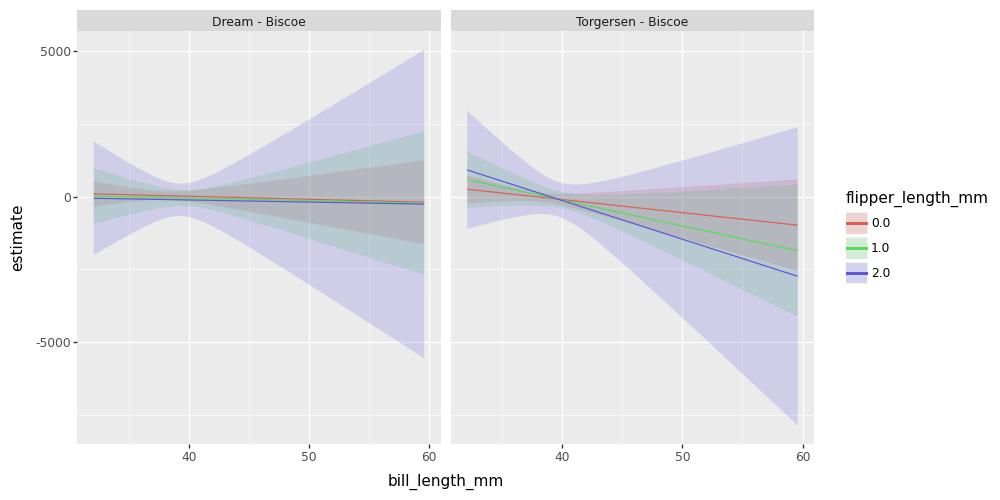 Dream - Biscoe
Torgersen - Biscoe
5000
0
-5000
estimate
40
50
60
40
50
60
bill_length_mm
flipper_length_mm
0.0
1.0
2.0